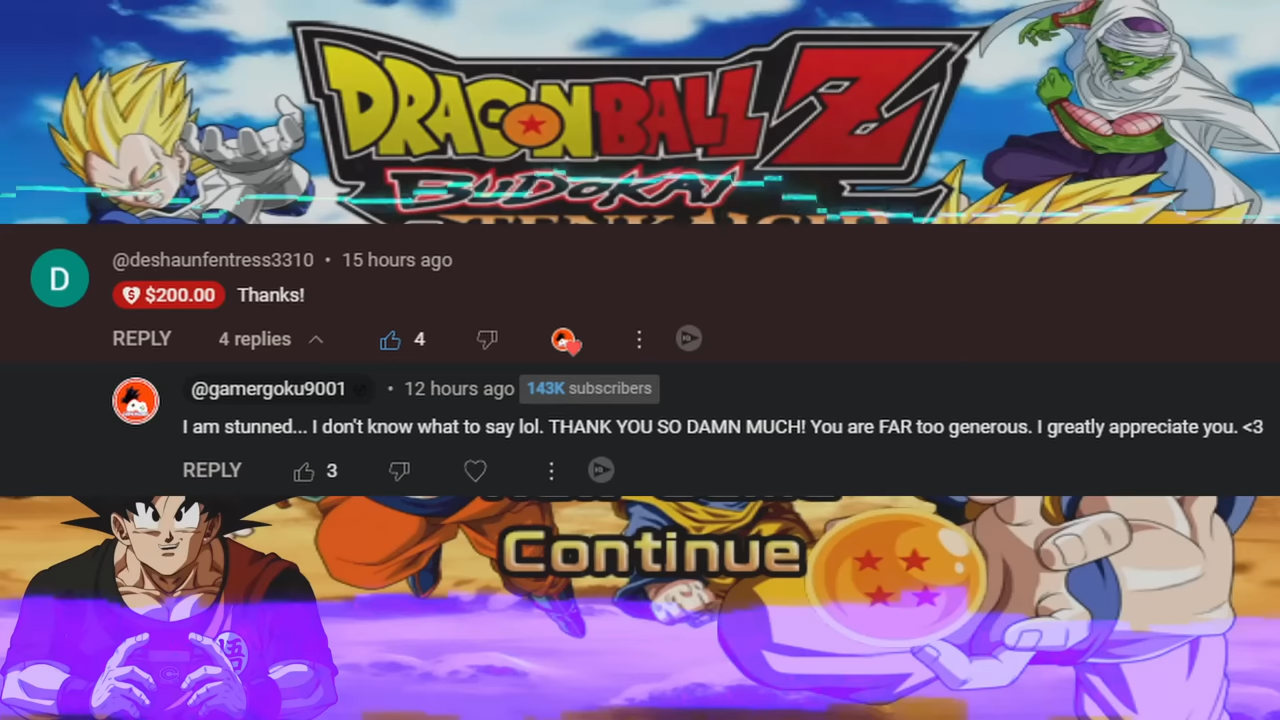 DRAGON BALL Z
BUDOKAI
TENKAICHI
D
@deshaunfentress3310 • 15 hours ago
$200.00 Thanks!
REPLY 4 replies 4
@gamergoku9001 • 12 hours ago 143K subscribers
I am stunned... I don't know what to say lol. THANK YOU SO DAMN MUCH! You are FAR too generous. I greatly appreciate you. <3
REPLY 3
Continue
悟